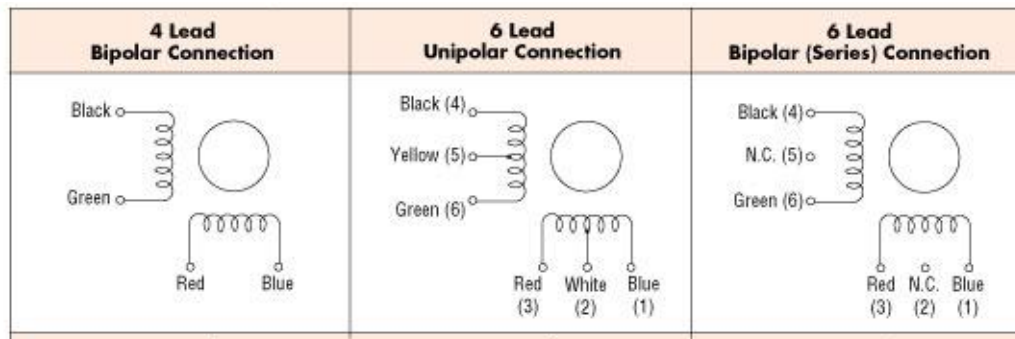 4 Lead
Bipolar Connection
6 Lead
Unipolar Connection
6 Lead
Bipolar (Series) Connection
Black
Green
Red Blue
Black (4)
Yellow (5)
Green (6)
Red White Blue
(3) (2) (1)
Black (4)
N.C. (5)
Green (6)
Red N.C. Blue
(3) (2) (1)